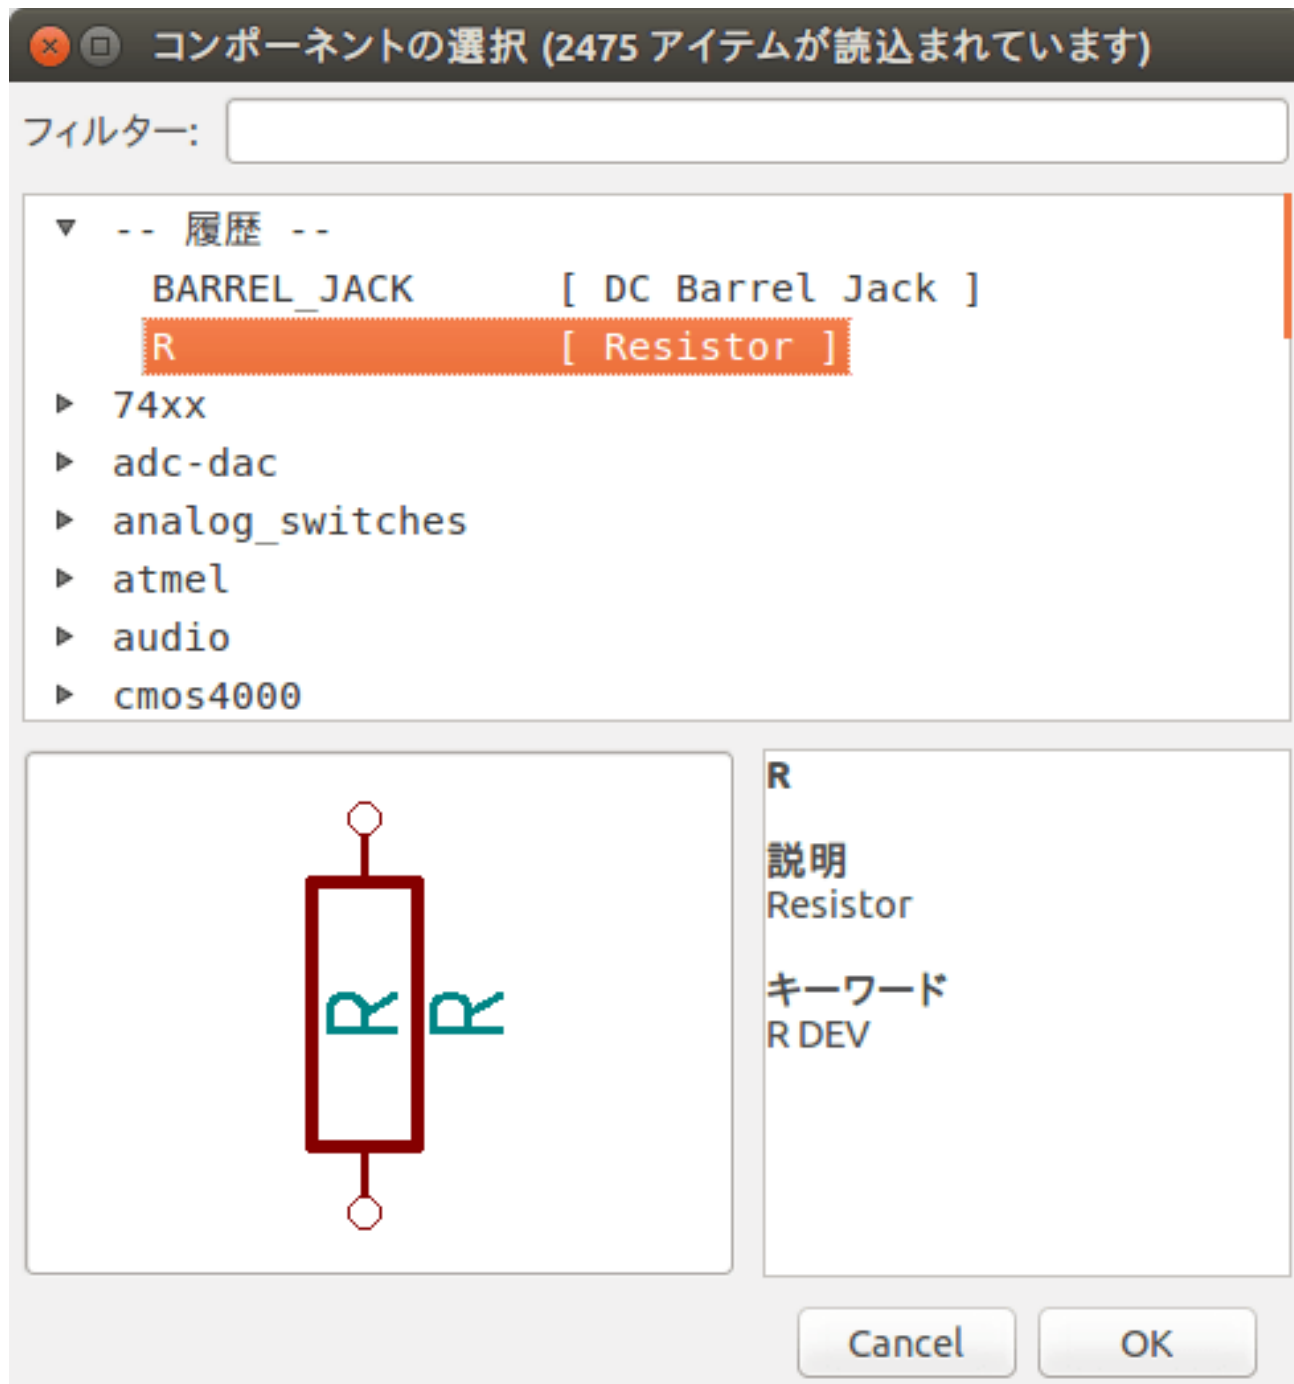 コンポーネントの選択 (2475 アイテムが読込まれています)
フィルター:
-- 履歴 --
BARREL_JACK [ DC Barrel Jack ]
R [ Resistor ]
74xx
adc-dac
analog_switches
atmel
audio
cmos4000
R R
R
説明
Resistor
キーワード
R DEV
Cancel OK